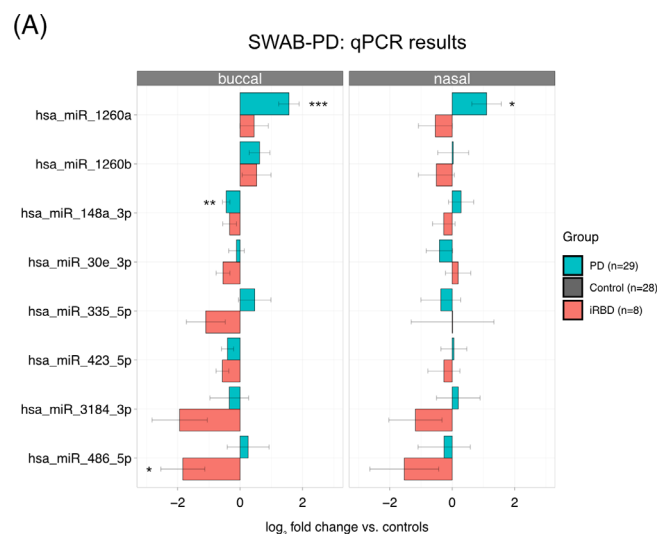 (A)
SWAB-PD: qPCR results
buccal
nasal
hsa_miR_1260a
***
*
hsa_miR_1260b
hsa_miR_148a_3p
**
hsa_miR_30e_3p
hsa_miR_335_5p
hsa_miR_423_5p
hsa_miR_3184_3p
hsa_miR_486_5p
*
Group
PD (n=29)
Control (n=28)
iRBD (n=8)
−2 0 2 −2 0 2
log₂ fold change vs. controls